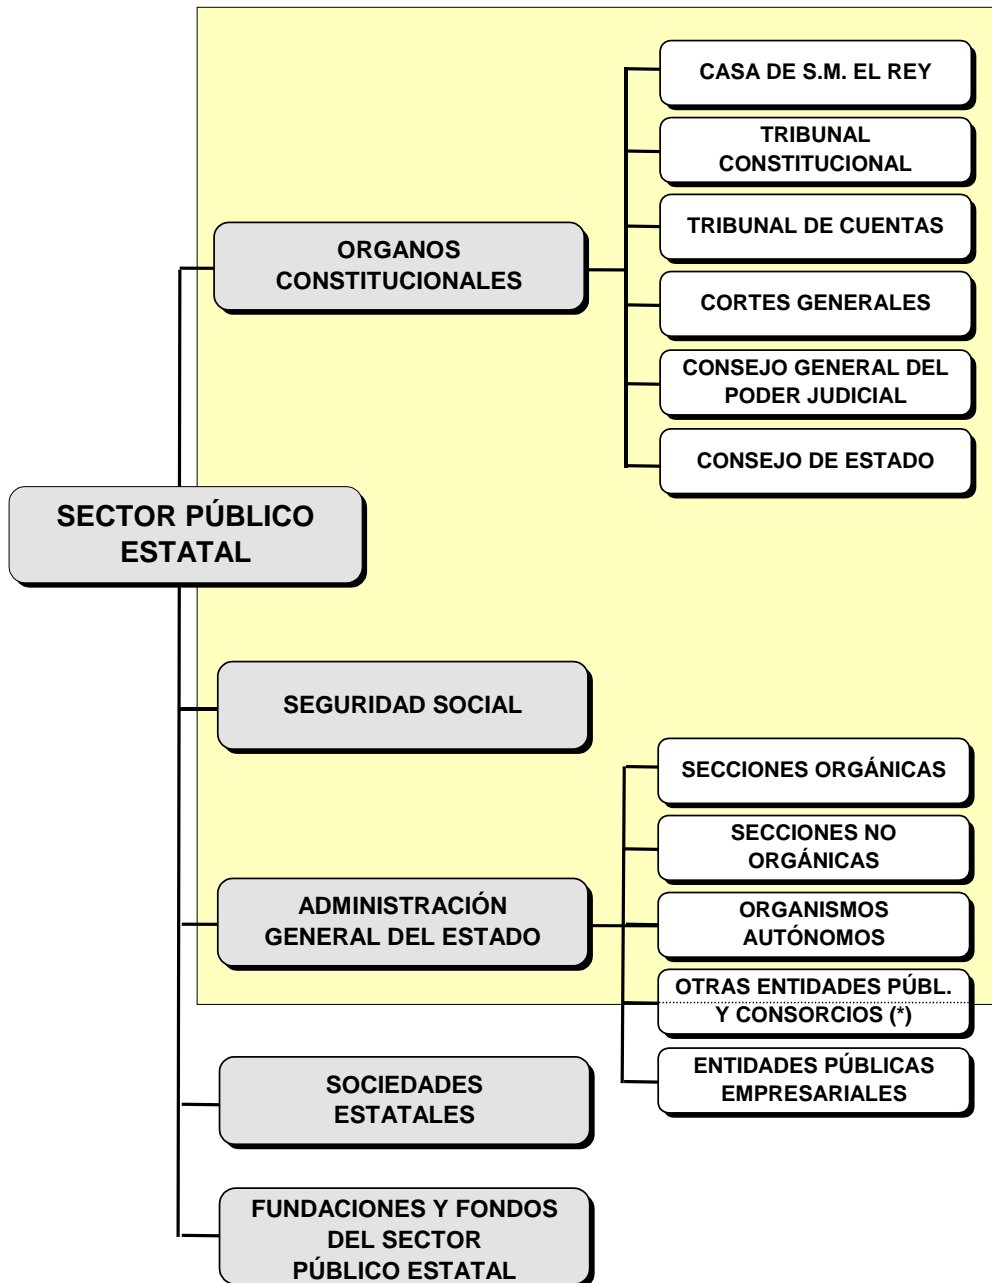 SECTOR PÚBLICO
ESTATAL
ORGANOS
CONSTITUCIONALES
CASA DE S.M. EL REY
TRIBUNAL
CONSTITUCIONAL
TRIBUNAL DE CUENTAS
CORTES GENERALES
CONSEJO GENERAL DEL
PODER JUDICIAL
CONSEJO DE ESTADO
SEGURIDAD SOCIAL
ADMINISTRACIÓN
GENERAL DEL ESTADO
SECCIONES ORGÁNICAS
SECCIONES NO
ORGÁNICAS
ORGANISMOS
AUTÓNOMOS
OTRAS ENTIDADES PÚBL.
Y CONSORCIOS (*)
ENTIDADES PÚBLICAS
EMPRESARIALES
SOCIEDADES
ESTATALES
FUNDACIONES Y FONDOS
DEL SECTOR
PÚBLICO ESTATAL